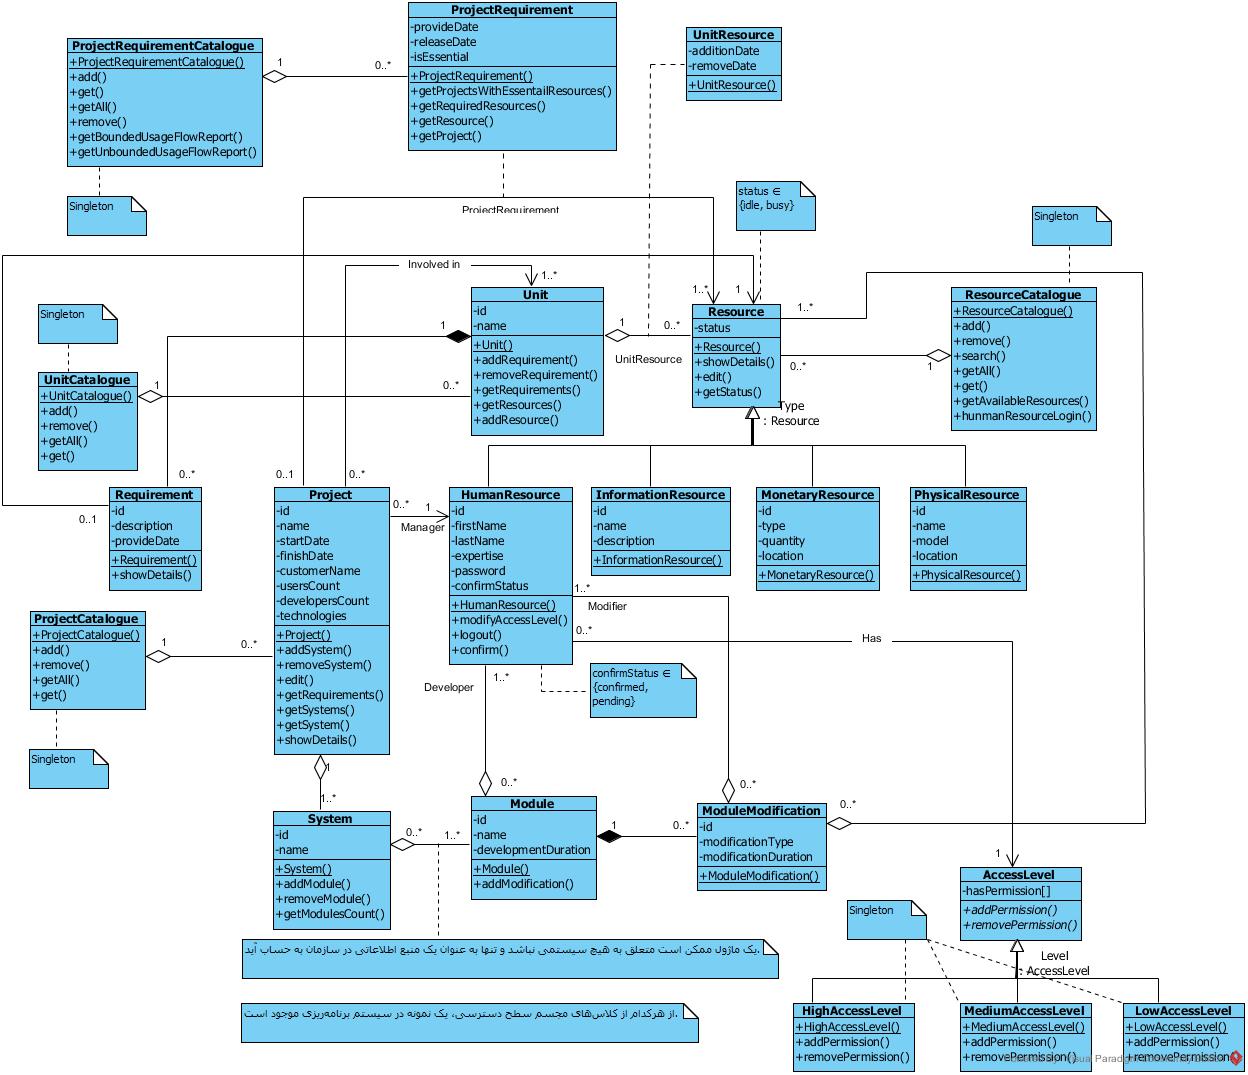 ProjectRequirement
-provideDate
-releaseDate
-isEssential
+ProjectRequirement()
+getProjectsWithEssentailResources()
+getRequiredResources()
+getResource()
+getProject()
ProjectRequirementCatalogue
+ProjectRequirementCatalogue()
+add()
+get()
+getAll()
+remove()
+getBoundedUsageFlowReport()
+getUnboundedUsageFlowReport()
1
0..*
UnitResource
-additionDate
-removeDate
+UnitResource()
Singleton
ProjectRequirement
status ∈
{idle, busy}
Singleton
Involved in
1..*
1..*
1
1..*
Unit
-id
-name
+Unit()
+addRequirement()
+removeRequirement()
+getRequirements()
+getResources()
+addResource()
1
0..*
UnitResource
Resource
-status
+Resource()
+showDetails()
+edit()
+getStatus()
0..*
1
ResourceCatalogue
+ResourceCatalogue()
+add()
+remove()
+search()
+getAll()
+get()
+getAvailableResources()
+hunmanResourceLogin()
Singleton
1
UnitCatalogue
+UnitCatalogue()
+add()
+remove()
+getAll()
+get()
1
0..*
Type
: Resource
0..*
0..1
0..*
0..1
Requirement
-id
-description
-provideDate
+Requirement()
+showDetails()
Project
-id
-name
-startDate
-finishDate
-customerName
-usersCount
-developersCount
-technologies
+Project()
+addSystem()
+removeSystem()
+edit()
+getRequirements()
+getSystems()
+getSystem()
+showDetails()
0..*
1
Manager
HumanResource
-id
-firstName
-lastName
-expertise
-password
-confirmStatus
+HumanResource()
+modifyAccessLevel()
+logout()
+confirm()
InformationResource
-id
-name
-description
+InformationResource()
MonetaryResource
-id
-type
-quantity
-location
+MonetaryResource()
PhysicalResource
-id
-name
-model
-location
+PhysicalResource()
1..*
Modifier
0..*
Has
ProjectCatalogue
+ProjectCatalogue()
+add()
+remove()
+getAll()
+get()
1
0..*
Developer
1..*
confirmStatus ∈
{confirmed,
pending}
Singleton
1
1..*
0..*
0..*
0..*
System
-id
-name
+System()
+addModule()
+removeModule()
+getModulesCount()
0..*
1..*
Module
-id
-name
-developmentDuration
+Module()
+addModification()
1
0..*
ModuleModification
-id
-modificationType
-modificationDuration
+ModuleModification()
1
AccessLevel
-hasPermission[]
+addPermission()
+removePermission()
Singleton
یک ماژول ممکن است متعلق به هیچ سیستمی نباشد و تنها به عنوان یک منبع اطلاعاتی در سازمان به حساب آید.
Level
: AccessLevel
از هرکدام از کلاس‌های مجسم سطح دسترسی، یک نمونه در سیستم برنامه‌ریزی موجود است.
HighAccessLevel
+HighAccessLevel()
+addPermission()
+removePermission()
MediumAccessLevel
+MediumAccessLevel()
+addPermission()
+removePermission()
LowAccessLevel
+LowAccessLevel()
+addPermission()
+removePermission()